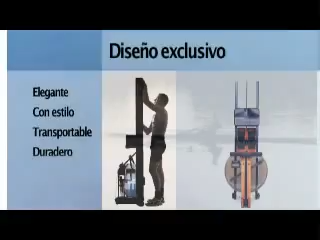 Diseño exclusivo
Elegante
Con estilo
Transportable
Duradero